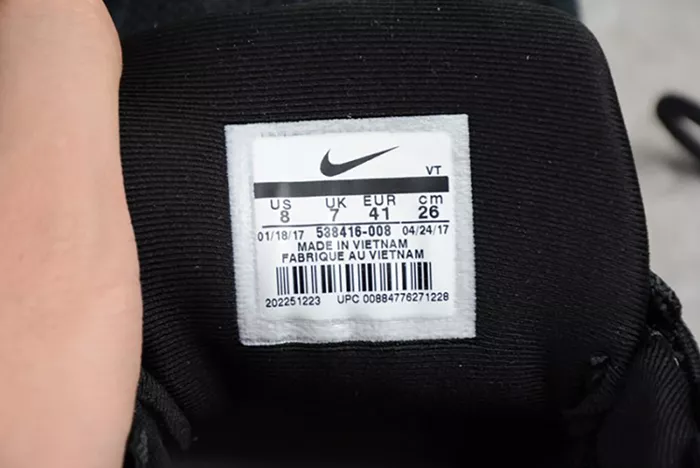 VT
US UK EUR cm
8 7 41 26
01/18/17 538416-008 04/24/17
MADE IN VIETNAM
FABRIQUE AU VIETNAM
202251223 UPC 00884776271228